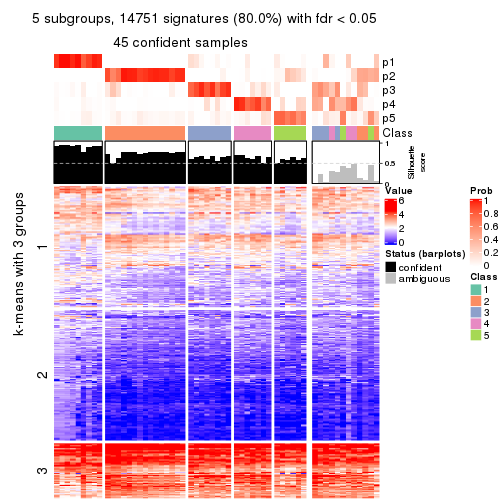 5 subgroups, 14751 signatures (80.0%) with fdr < 0.05
45 confident samples
p1
p2
p3
p4
p5
Class
1
0.5
0
Silhouette
score
k-means with 3 groups
1
2
3
Value
6
4
2
0
Status (barplots)
confident
ambiguous
Prob
1
0.8
0.6
0.4
0.2
0
Class
1
2
3
4
5